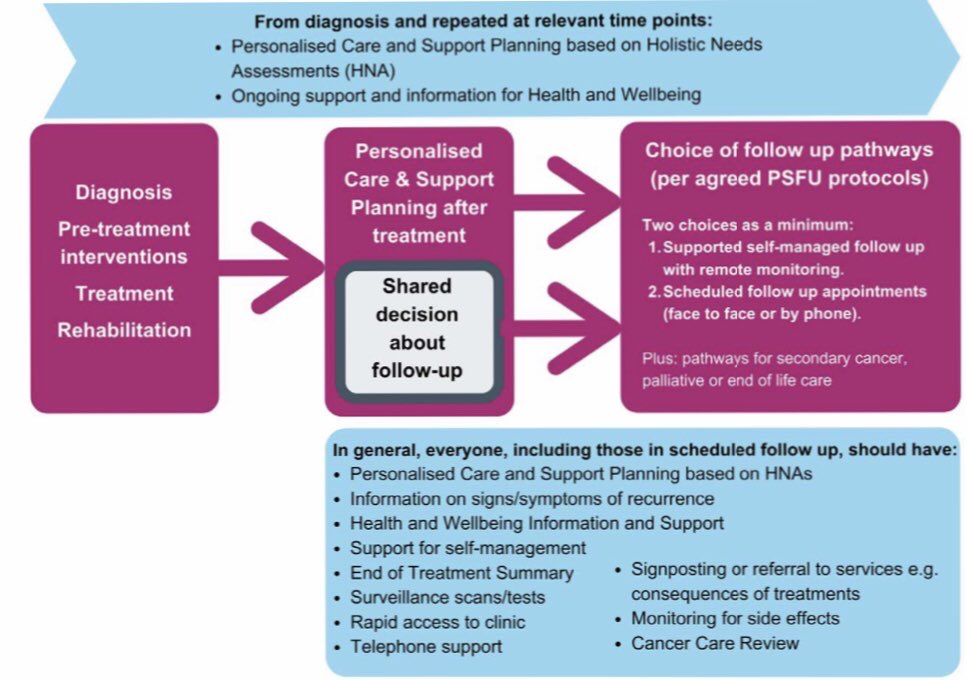 From diagnosis and repeated at relevant time points:
• Personalised Care and Support Planning based on Holistic Needs
Assessments (HNA)
• Ongoing support and information for Health and Wellbeing
Diagnosis
Pre-treatment
interventions
Treatment
Rehabilitation
Personalised
Care & Support
Planning after
treatment
Shared
decision
about
follow-up
Choice of follow up pathways
(per agreed PSFU protocols)
Two choices as a minimum:
1. Supported self-managed follow up
with remote monitoring.
2. Scheduled follow up appointments
(face to face or by phone).
Plus: pathways for secondary cancer,
palliative or end of life care
In general, everyone, including those in scheduled follow up, should have:
• Personalised Care and Support Planning based on HNAs
• Information on signs/symptoms of recurrence
• Health and Wellbeing Information and Support
• Support for self-management
• End of Treatment Summary
• Surveillance scans/tests
• Rapid access to clinic
• Telephone support
• Signposting or referral to services e.g.
consequences of treatments
• Monitoring for side effects
• Cancer Care Review